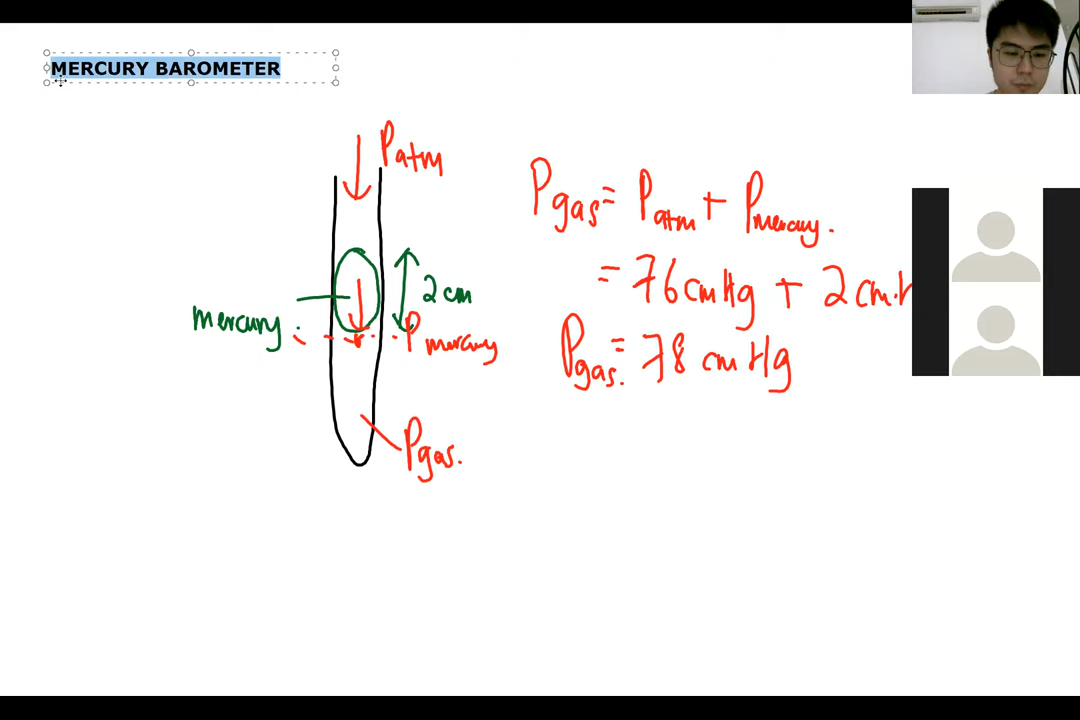 MERCURY BAROMETER
Patm
2 cm
mercury.
Pmercury
Pgas.
Pgas = Patm + Pmercury.
= 76 cmHg + 2 cm.H
Pgas. = 78 cmHg